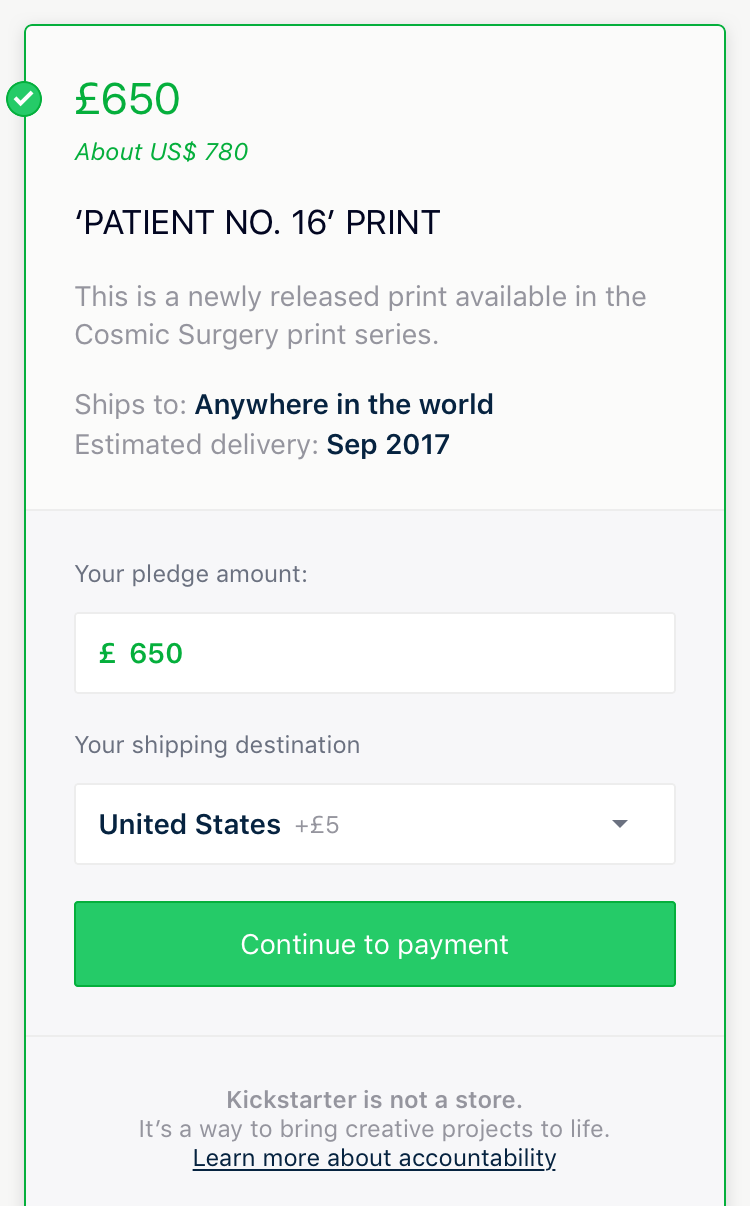 £650
About US$ 780
‘PATIENT NO. 16’ PRINT
This is a newly released print available in the
Cosmic Surgery print series.
Ships to: Anywhere in the world
Estimated delivery: Sep 2017
Your pledge amount:
£ 650
Your shipping destination
United States +£5
Continue to payment
Kickstarter is not a store.
It’s a way to bring creative projects to life.
Learn more about accountability